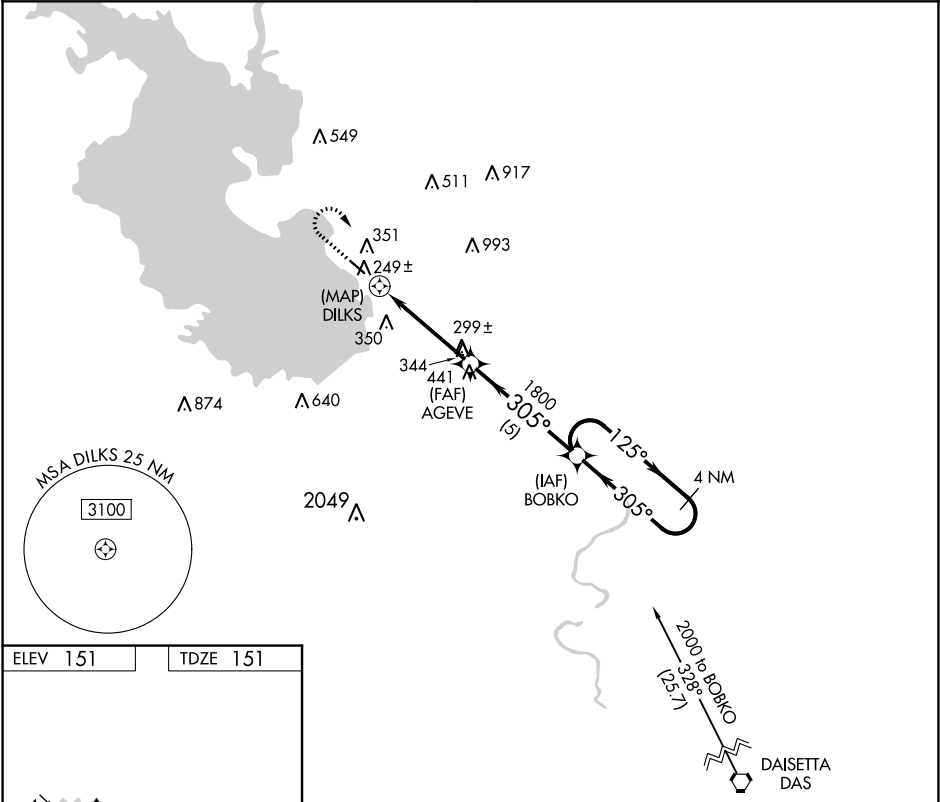 549
511
917
351
993
249±
(MAP)
DILKS
350
299±
344
441
(FAF)
AGEVE
1800
305°
(5)
874
640
125°
4 NM
(IAF)
BOBKO
305°
MSA DILKS 25 NM
3100
2049
2000 to BOBKO
328°
(25.7)
DAISETTA
DAS
ELEV 151
TDZE 151